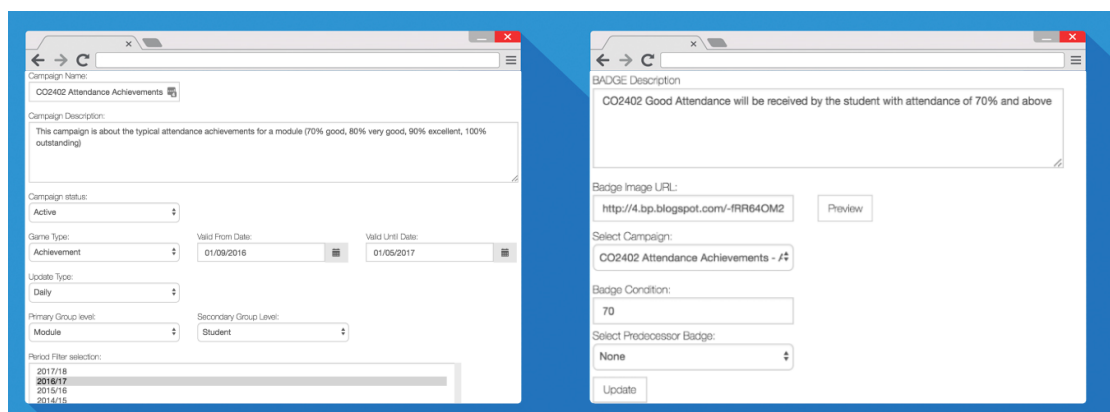 Campaign Name:
CO2402 Attendance Achievements
Campaign Description:
This campaign is about the typical attendance achievements for a module (70% good, 80% very good, 90% excellent, 100%
outstanding)
Campaign status:
Active
Game Type:
Valid From Date:
Valid Until Date:
Achievement
01/09/2016
01/05/2017
Update Type:
Daily
Primary Group level:
Secondary Group Level:
Module
Student
Period Filter selection:
2017/18
2016/17
2015/16
2014/15
BADGE Description
CO2402 Good Attendance will be received by the student with attendance of 70% and above
Badge Image URL:
http://4.bp.blogspot.com/-fRR64OM2
Preview
Select Campaign:
CO2402 Attendance Achievements - A
Badge Condition:
70
Select Predecessor Badge:
None
Update